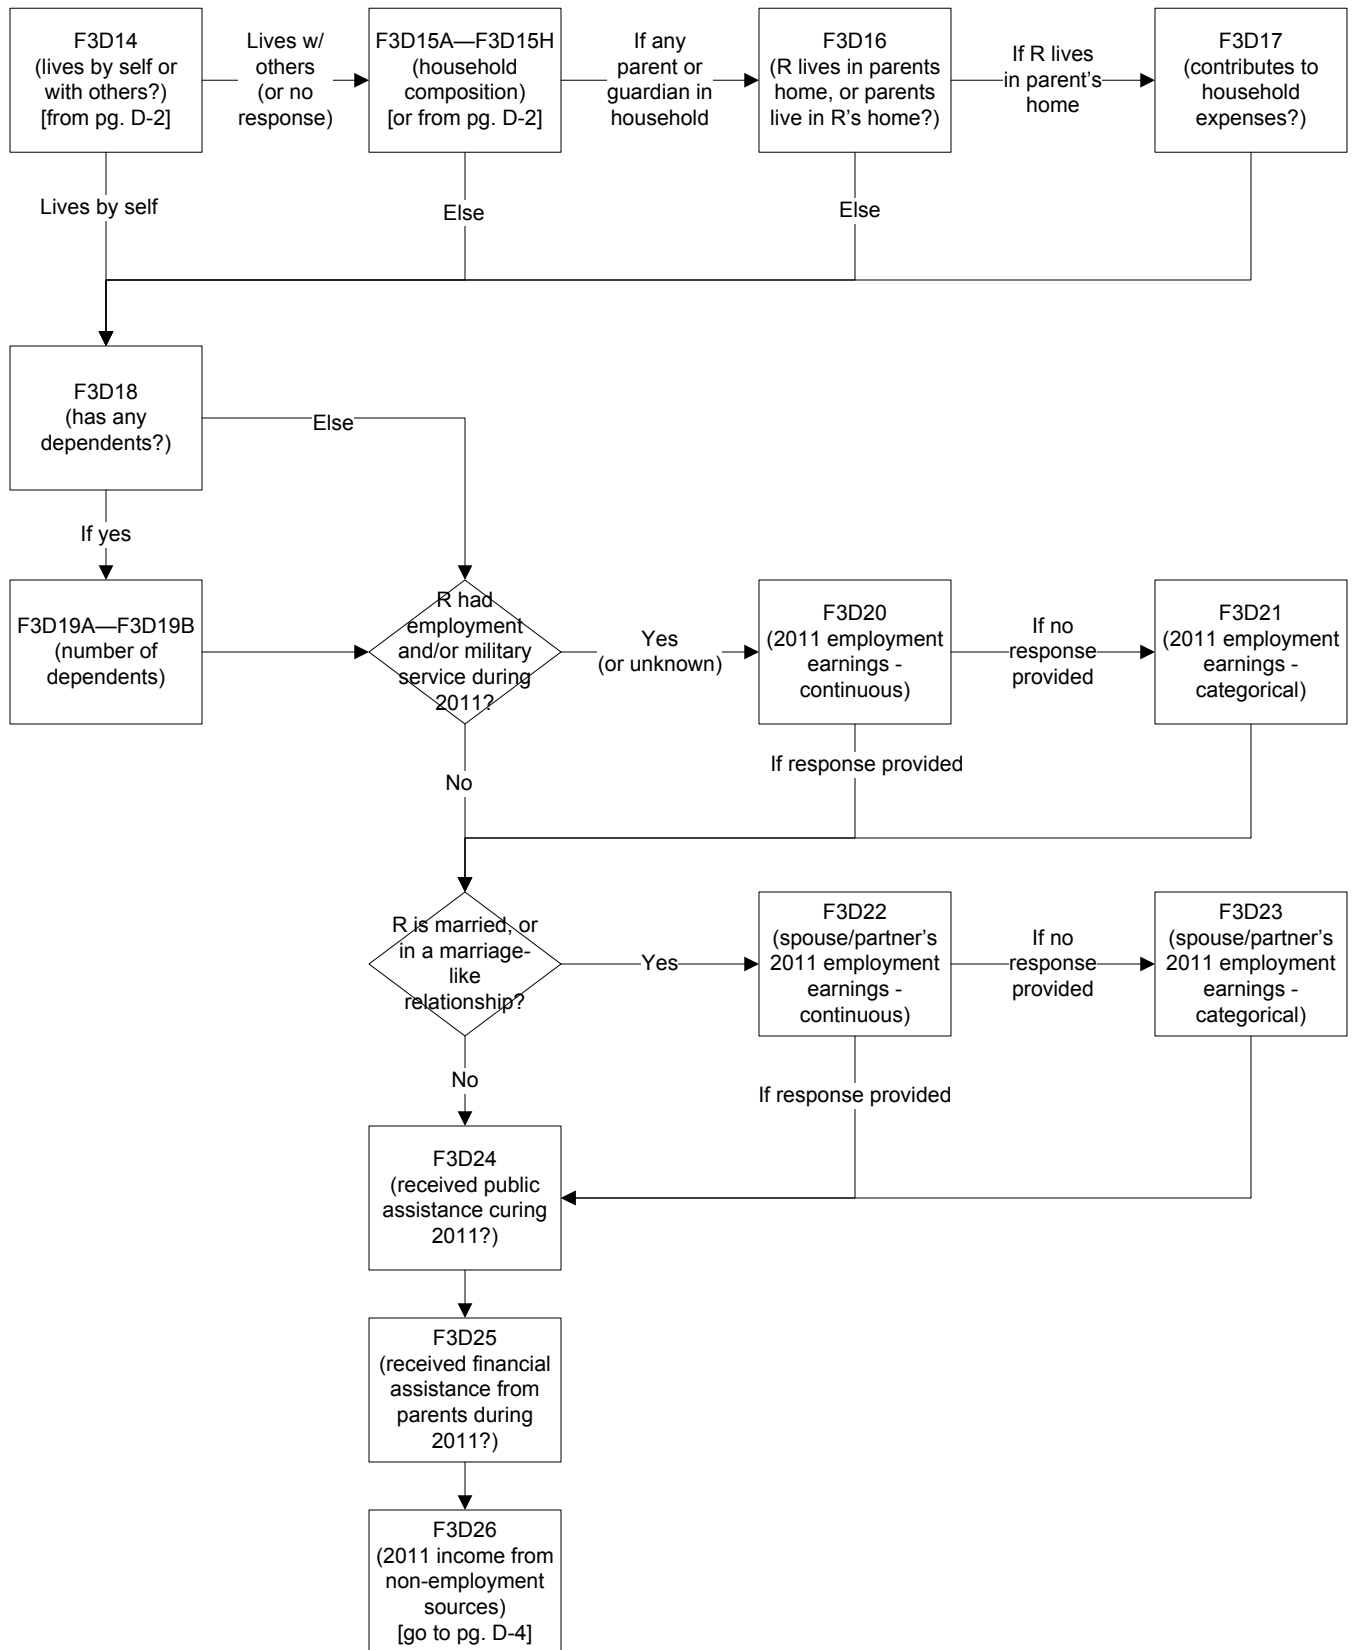 F3D14
(lives by self or
with others?)
[from pg. D-2]
Lives w/
others
(or no
response)
F3D15A—F3D15H
(household
composition)
[or from pg. D-2]
If any
parent or
guardian in
household
F3D16
(R lives in parents
home, or parents
live in R's home?)
If R lives
in parent's
home
F3D17
(contributes to
household
expenses?)
Lives by self
Else
Else
F3D18
(has any
dependents?)
Else
If yes
F3D19A—F3D19B
(number of
dependents)
R had
employment
and/or military
service during
2011?
Yes
(or unknown)
F3D20
(2011 employment
earnings -
continuous)
If no
response
provided
F3D21
(2011 employment
earnings -
categorical)
No
If response provided
R is married, or
in a marriage-
like
relationship?
Yes
F3D22
(spouse/partner's
2011 employment
earnings -
continuous)
If no
response
provided
F3D23
(spouse/partner's
2011 employment
earnings -
categorical)
No
If response provided
F3D24
(received public
assistance curing
2011?)
F3D25
(received financial
assistance from
parents during
2011?)
F3D26
(2011 income from
non-employment
sources)
[go to pg. D-4]